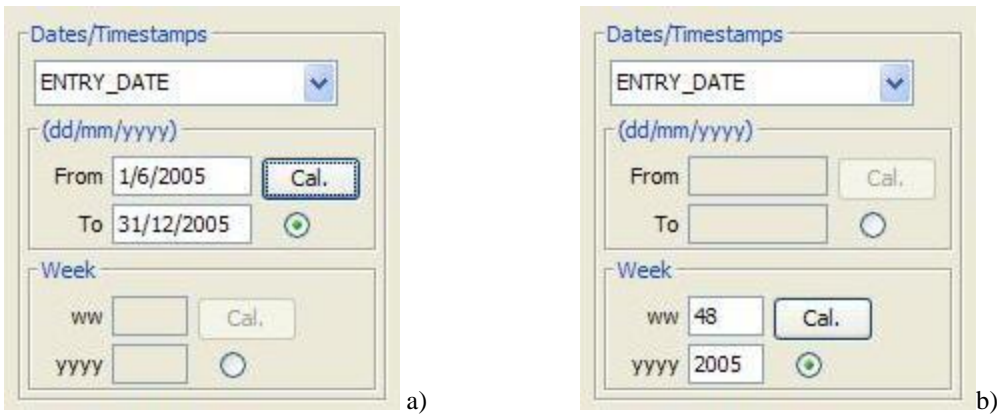 Dates/Timestamps
ENTRY_DATE
(dd/mm/yyyy)
From 1/6/2005 Cal.
To 31/12/2005
Week
ww Cal.
yyyy
a)
Dates/Timestamps
ENTRY_DATE
(dd/mm/yyyy)
From Cal.
To
Week
ww 48 Cal.
yyyy 2005
b)